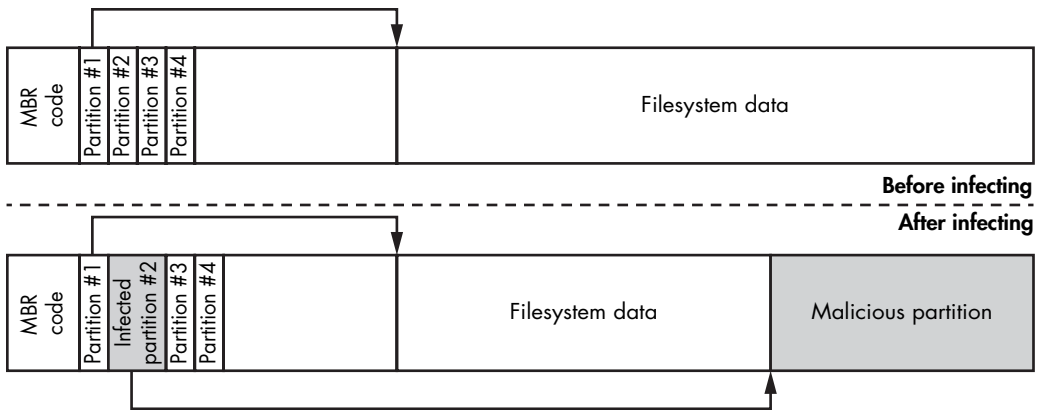 MBR
code
Partition #1
Partition #2
Partition #3
Partition #4
Filesystem data
Before infecting
After infecting
MBR
code
Partition #1
Infected
partition #2
Partition #3
Partition #4
Filesystem data
Malicious partition